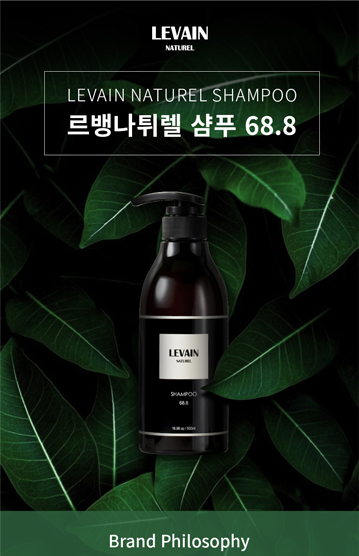 LEVAIN
NATUREL
LEVAIN NATUREL SHAMPOO
르뱅나튀렐 샴푸 68.8
LEVAIN
NATUREL
SHAMPOO
68.8
Brand Philosophy